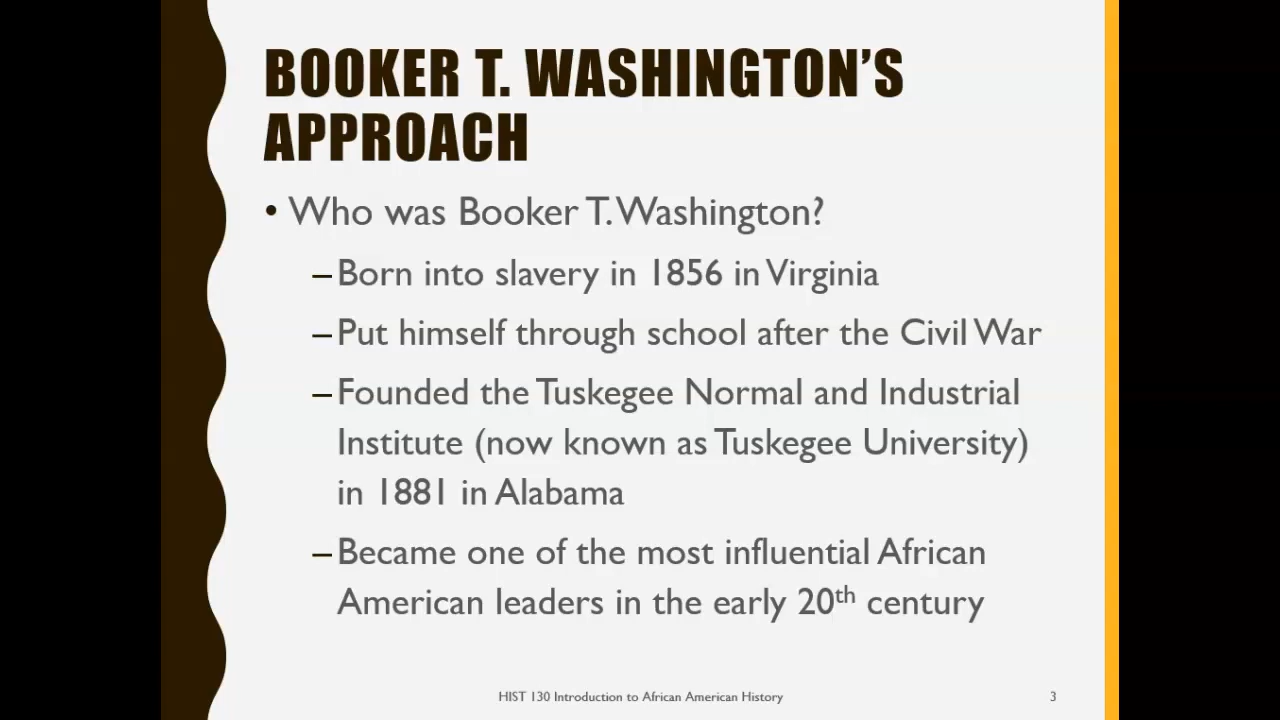 BOOKER T. WASHINGTON'S
APPROACH
• Who was Booker T. Washington?
– Born into slavery in 1856 in Virginia
– Put himself through school after the Civil War
– Founded the Tuskegee Normal and Industrial
Institute (now known as Tuskegee University)
in 1881 in Alabama
– Became one of the most influential African
American leaders in the early 20th century
HIST 130 Introduction to African American History
3